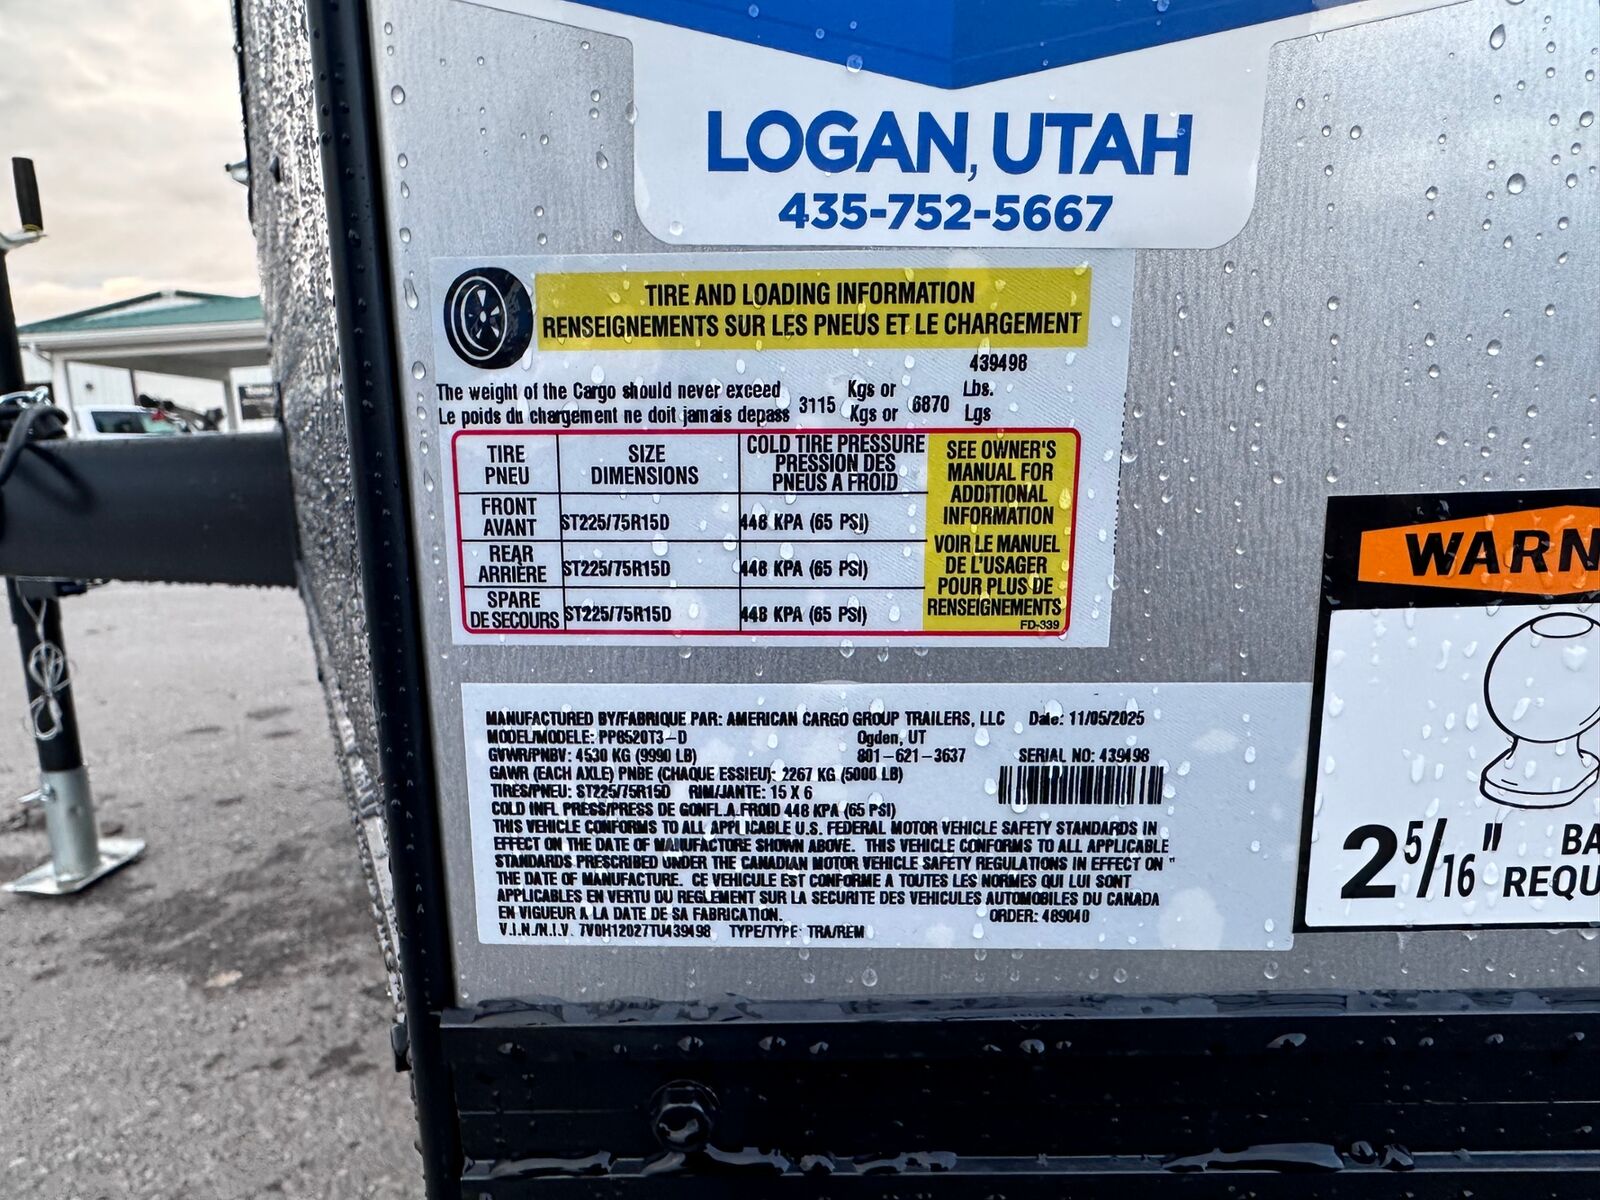 LOGAN, UTAH
435-752-5667
TIRE AND LOADING INFORMATION
RENSEIGNEMENTS SUR LES PNEUS ET LE CHARGEMENT
439498
The weight of the Cargo should never exceed 3115 Kgs or 6870 Lbs.
Le poids du chargement ne doit jamais depass Kgs or Lgs
TIRE PNEU
SIZE DIMENSIONS
COLD TIRE PRESSURE
PRESSION DES
PNEUS A FROID
FRONT AVANT ST225/75R15D 448 KPA (65 PSI)
REAR ARRIÈRE ST225/75R15D 448 KPA (65 PSI)
SPARE DE SECOURS ST225/75R15D 448 KPA (65 PSI)
SEE OWNER'S
MANUAL FOR
ADDITIONAL
INFORMATION
VOIR LE MANUEL
DE L'USAGER
POUR PLUS DE
RENSEIGNEMENTS
FD-339
MANUFACTURED BY/FABRIQUE PAR: AMERICAN CARGO GROUP TRAILERS, LLC Date: 11/05/2025
MODEL/MODELE: PP8520T3-D Ogden, UT
GVWR/PNBV: 4530 KG (9990 LB) 801-621-3637 SERIAL NO: 439498
GAWR (EACH AXLE) PNBE (CHAQUE ESSIEU): 2267 KG (5000 LB)
TIRES/PNEU: ST225/75R15D RIM/JANTE: 15 X 6
COLD INFL PRESS/PRESS DE GONFL.A.FROID 448 KPA (65 PSI)
THIS VEHICLE CONFORMS TO ALL APPLICABLE U.S. FEDERAL MOTOR VEHICLE SAFETY STANDARDS IN
EFFECT ON THE DATE OF MANUFACTORE SHOWN ABOVE. THIS VEHICLE CONFORMS TO ALL APPLICABLE
STANDARDS PRESCRIBED UNDER THE CANADIAN MOTOR VEHICLE SAFETY REGULATIONS IN EFFECT ON
THE DATE OF MANUFACTURE. CE VEHICULE EST CONFORME A TOUTES LES NORMES QUI LUI SONT
APPLICABLES EN VERTU DU REGLEMENT SUR LA SECURITE DES VEHICULES AUTOMOBILES DU CANADA
EN VIGUEUR A LA DATE DE SA FABRICATION. ORDER: 489040
V.I.N./N.I.V. 7V0H12027TU439498 TYPE/TYPE: TRA/REM
WARN
2 5/16" BA
REQU